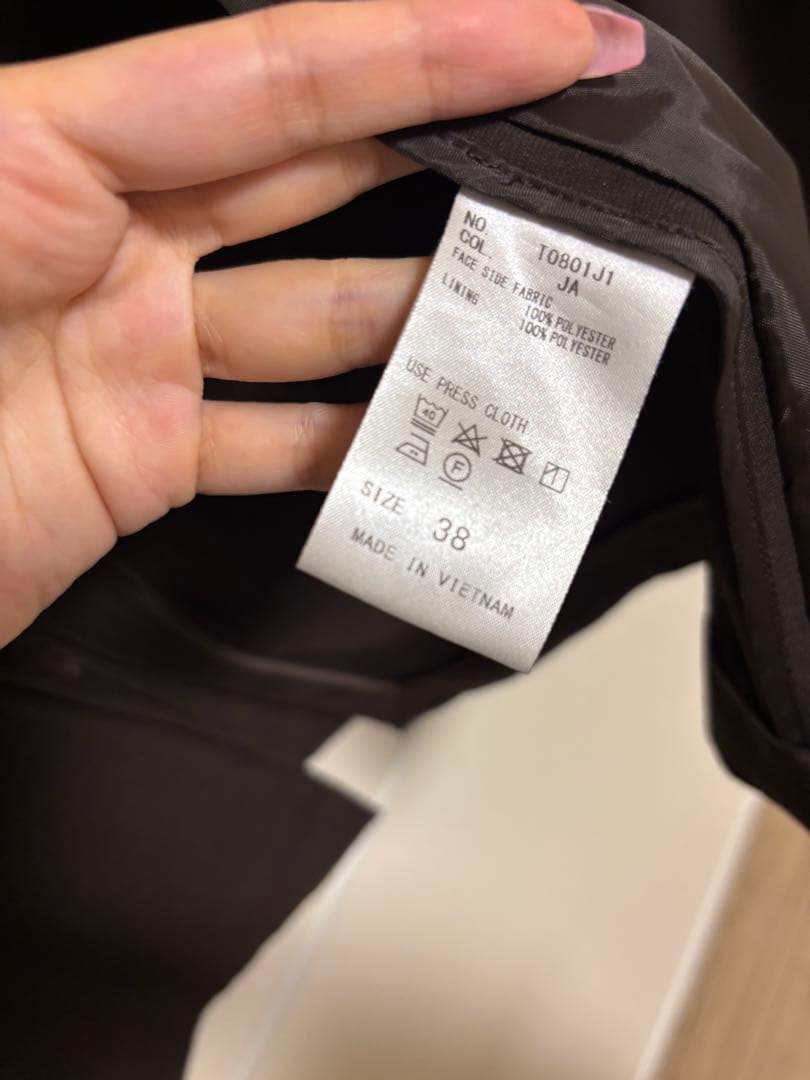 NO. T0801J1
COL. JA
FACE SIDE FABRIC
100% POLYESTER
LINING 100% POLYESTER
USE PRESS CLOTH
40
F
SIZE 38
MADE IN VIETNAM